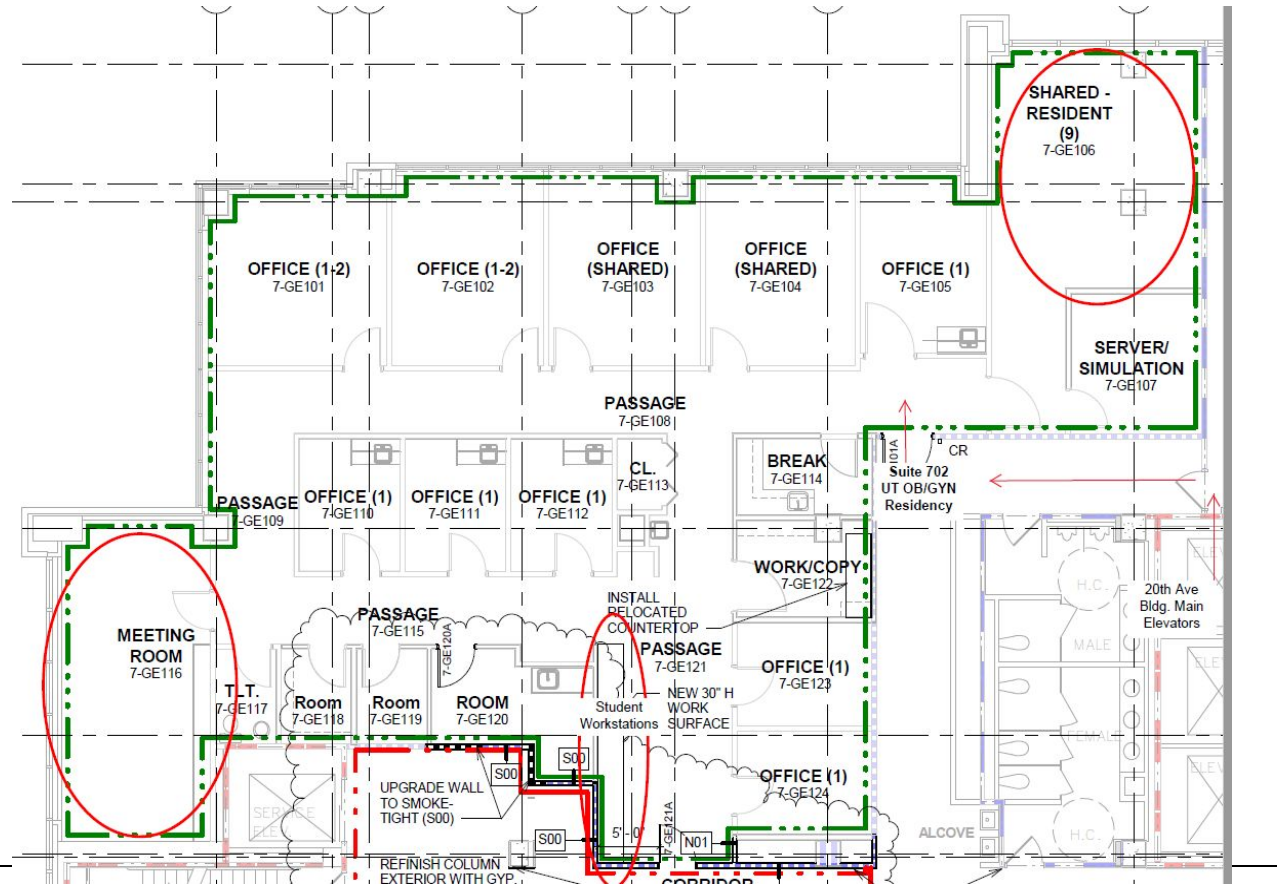 SHARED -
RESIDENT
(9)
7-GE106
OFFICE (1-2)
7-GE101
OFFICE (1-2)
7-GE102
OFFICE
(SHARED)
7-GE103
OFFICE
(SHARED)
7-GE104
OFFICE (1)
7-GE105
SERVER/
SIMULATION
7-GE107
PASSAGE
7-GE108
PASSAGE
7-GE109
OFFICE (1)
7-GE110
OFFICE (1)
7-GE111
OFFICE (1)
7-GE112
CL.
7-GE113
BREAK
7-GE114
I01A
CR
Suite 702
UT OB/GYN
Residency
WORK/COPY
7-GE122
INSTALL
RELOCATED
COUNTERTOP
PASSAGE
7-GE115
7-GE120A
PASSAGE
7-GE121
MEETING
ROOM
7-GE116
T.T.
7-GE117
Room
7-GE118
Room
7-GE119
ROOM
7-GE120
Student
Workstations
NEW 30" H
WORK
SURFACE
OFFICE (1)
7-GE123
OFFICE (1)
7-GE124
H.C.
MALE
20th Ave
Bldg. Main
Elevators
ELEV
FEMALE
ELEV
H.C.
ALCOVE
S00
S00
S00
UPGRADE WALL
TO SMOKE-
TIGHT (S00)
SERVICE
ELEV
5' - 0"
7-GE121A
N01
REFINISH COLUMN
EXTERIOR WITH GYP.
CORRIDOR